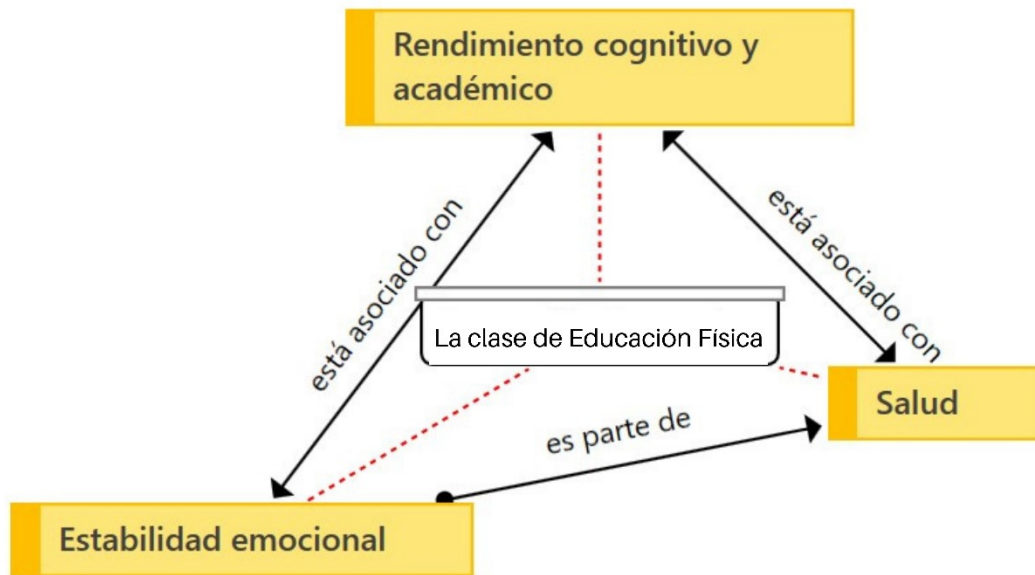 Rendimiento cognitivo y
académico
está asociado con
está asociado con
La clase de Educación Física
Salud
es parte de
Estabilidad emocional